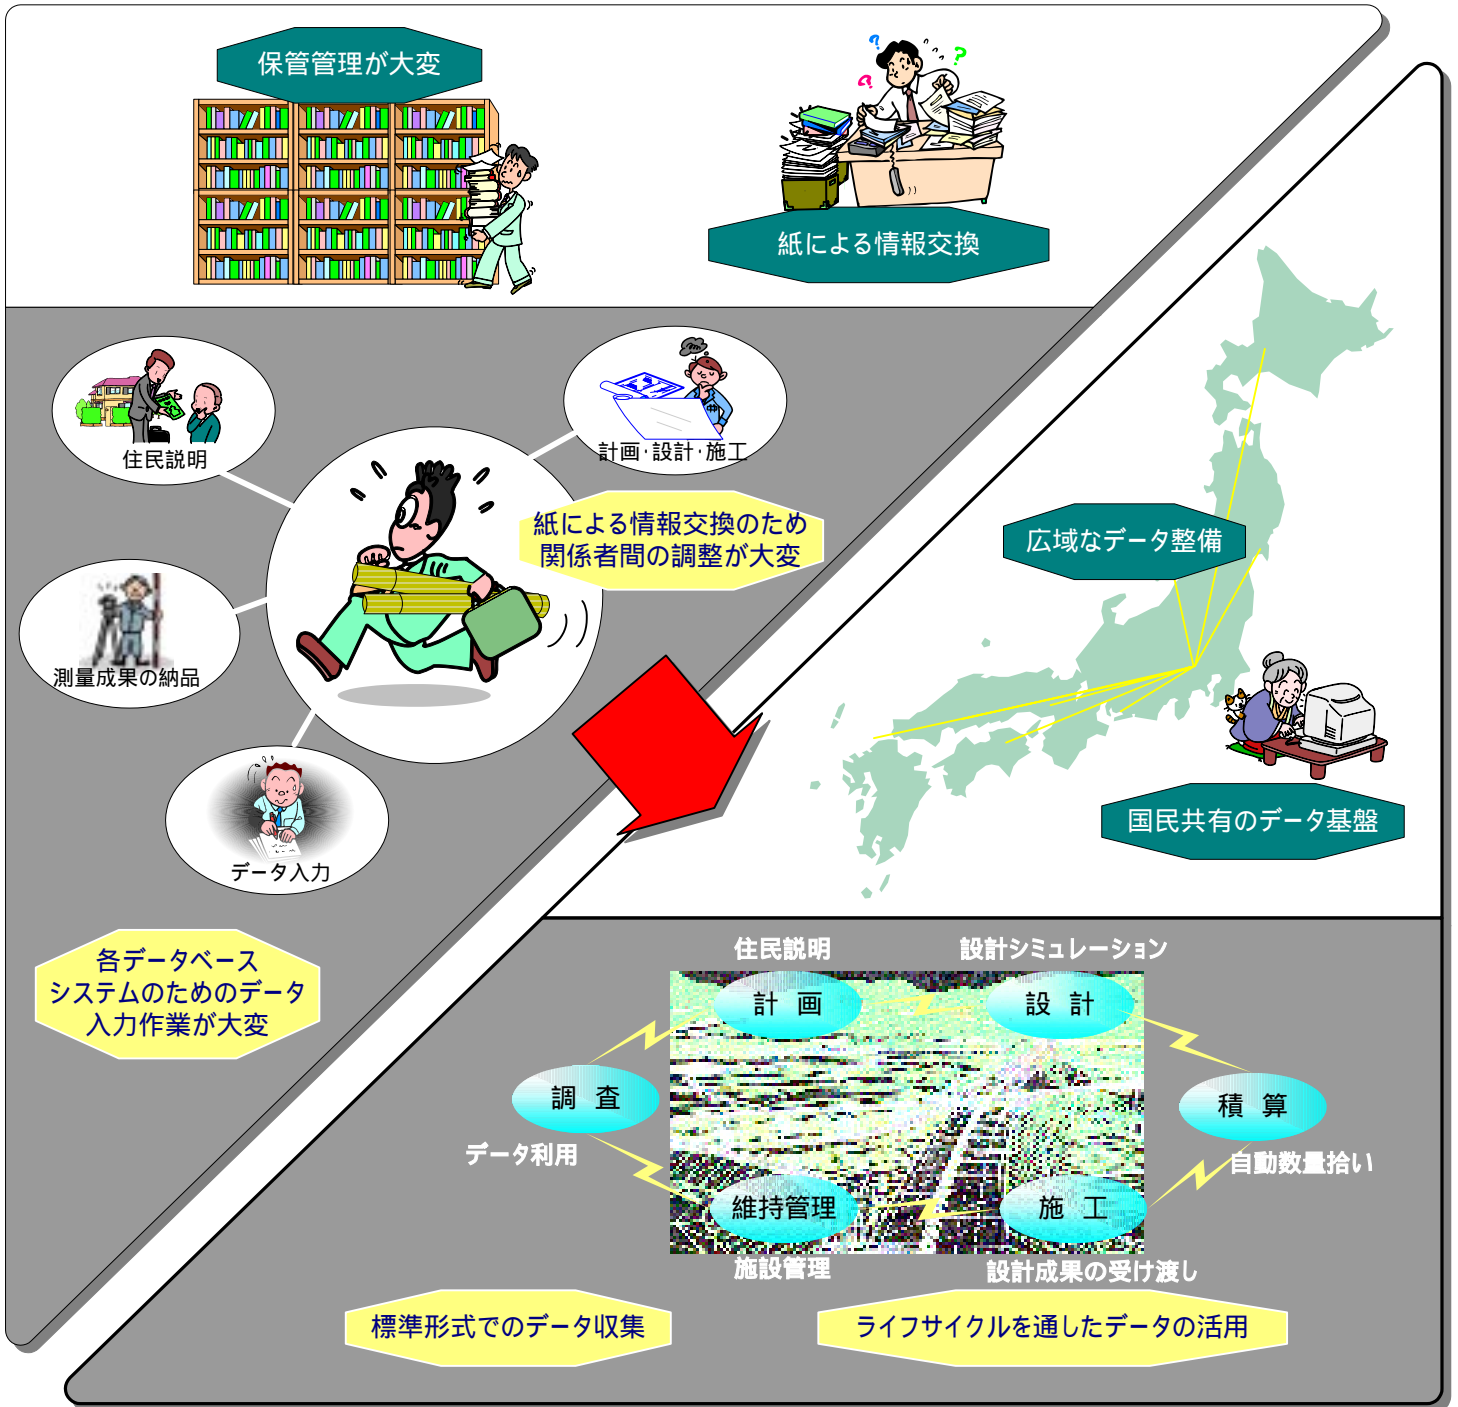 保管管理が大変
紙による情報交換
住民説明
計画・設計・施工
紙による情報交換のため
関係者間の調整が大変
測量成果の納品
データ入力
各データベース
システムのためのデータ
入力作業が大変
広域なデータ整備
国民共有のデータ基盤
住民説明
設計シミュレーション
計 画
設 計
調 査
積 算
データ利用
自動数量拾い
維持管理
施 工
施設管理
設計成果の受け渡し
標準形式でのデータ収集
ライフサイクルを通したデータの活用